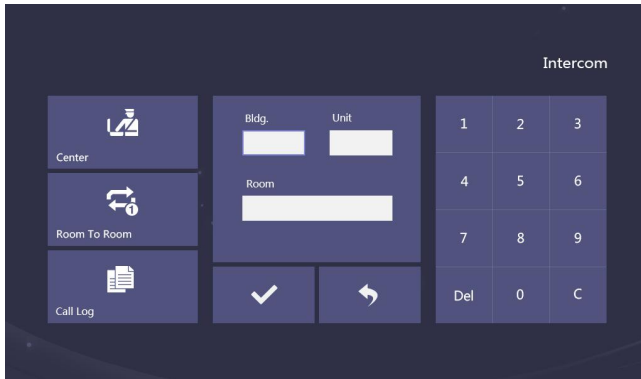 Intercom
Center
Room To Room
1
Call Log
Bldg. Unit
Room
1 2 3
4 5 6
7 8 9
Del 0 C